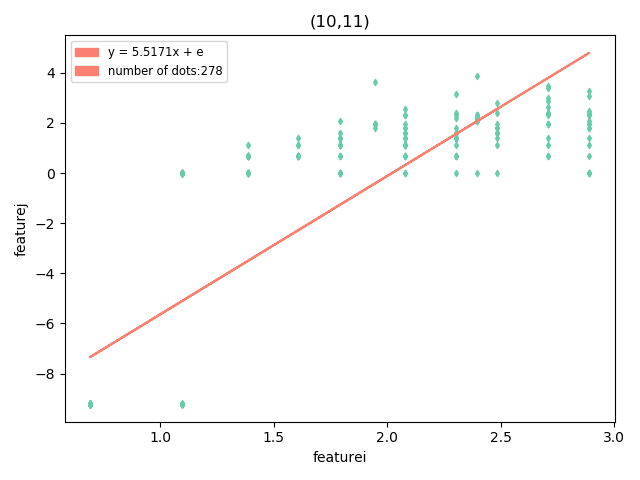 (10,11)
y = 5.5171x + e
number of dots:278
4
2
0
−2
−4
−6
−8
featurej
1.0 1.5 2.0 2.5 3.0
featurei